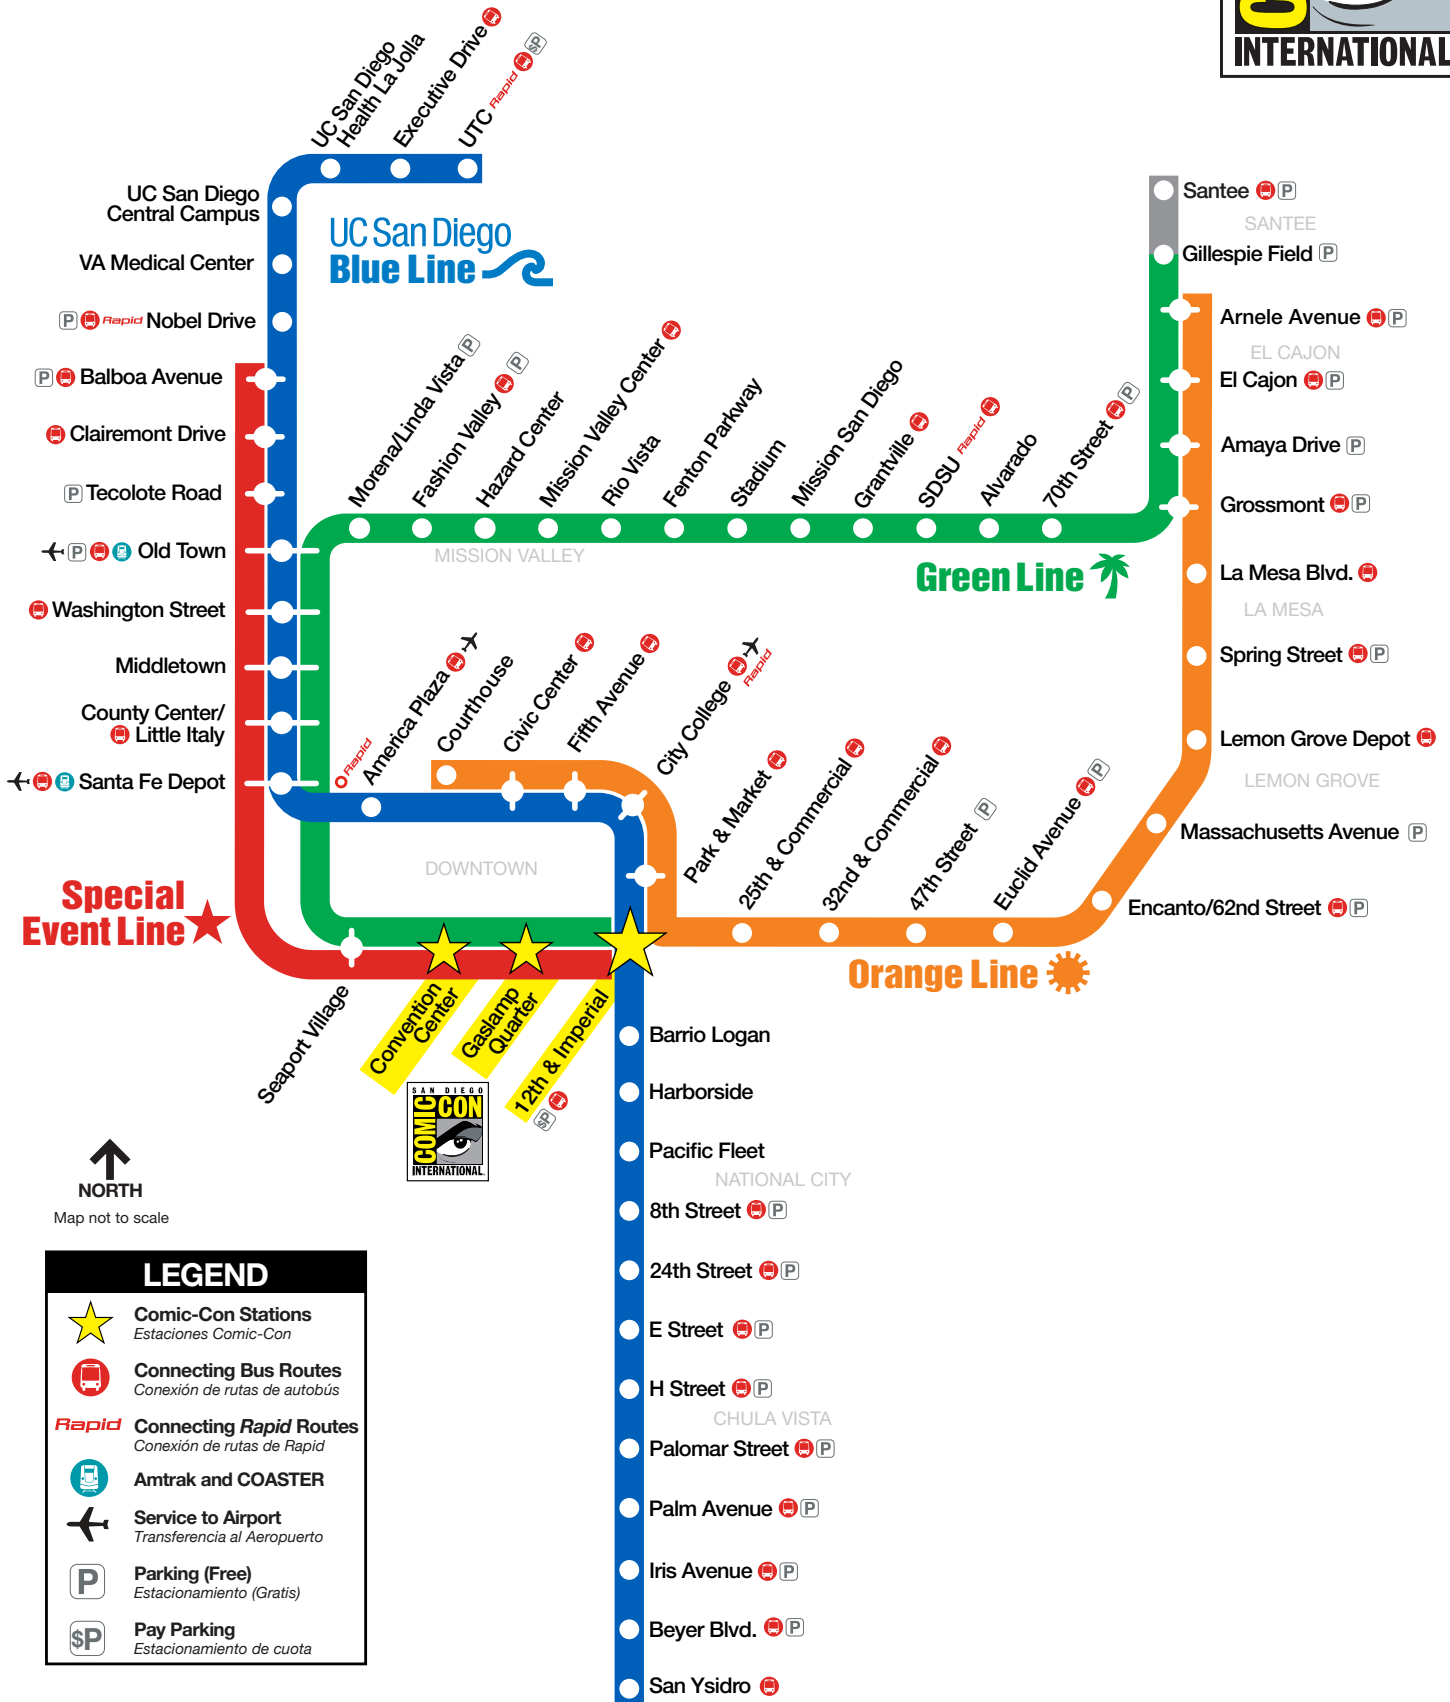 INTERNATIONAL
UC San Diego
Health La Jolla
Executive Drive
UTC Rapid $P
UC San Diego
Central Campus
VA Medical Center
P Rapid Nobel Drive
P Balboa Avenue
Clairemont Drive
P Tecolote Road
P Old Town
Washington Street
Middletown
County Center/
Little Italy
Santa Fe Depot
UC San Diego
Blue Line
Morena/Linda Vista P
Fashion Valley P
Hazard Center
Mission Valley Center
Rio Vista
Fenton Parkway
Stadium
Mission San Diego
Grantville
SDSU Rapid
Alvarado
70th Street P
MISSION VALLEY
Green Line
Santee P
SANTEE
Gillespie Field P
Arnele Avenue P
EL CAJON
El Cajon P
Amaya Drive P
Grossmont P
La Mesa Blvd.
LA MESA
Spring Street P
Lemon Grove Depot
LEMON GROVE
Massachusetts Avenue P
Encanto/62nd Street P
Rapid
America Plaza
Courthouse
Civic Center
Fifth Avenue
City College Rapid
Park & Market
25th & Commercial
32nd & Commercial
47th Street P
Euclid Avenue P
DOWNTOWN
Orange Line
Special
Event Line
Seaport Village
Convention
Center
Gaslamp
Quarter
12th & Imperial
$P
SAN DIEGO
COMIC
CON
INTERNATIONAL
Barrio Logan
Harborside
Pacific Fleet
NATIONAL CITY
8th Street P
24th Street P
E Street P
H Street P
CHULA VISTA
Palomar Street P
Palm Avenue P
Iris Avenue P
Beyer Blvd. P
San Ysidro
NORTH
Map not to scale
LEGEND
Comic-Con Stations
Estaciones Comic-Con
Connecting Bus Routes
Conexión de rutas de autobús
Rapid Connecting Rapid Routes
Conexión de rutas de Rapid
Amtrak and COASTER
Service to Airport
Transferencia al Aeropuerto
P Parking (Free)
Estacionamiento (Gratis)
$P Pay Parking
Estacionamiento de cuota